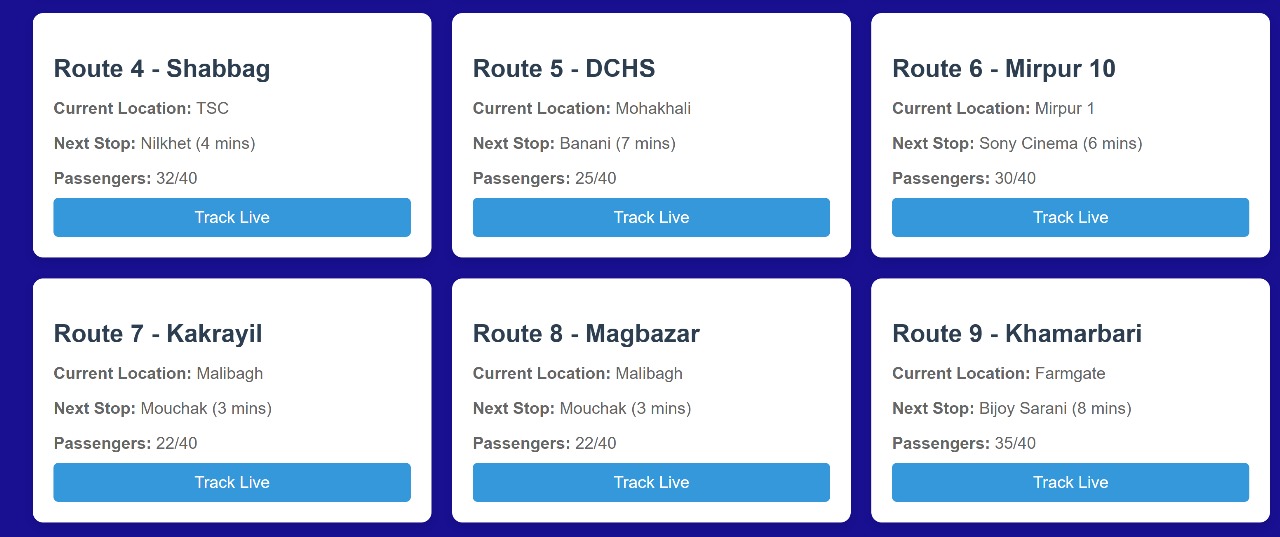 Route 4 - Shabbag
Current Location: TSC
Next Stop: Nilkhet (4 mins)
Passengers: 32/40
Track Live
Route 5 - DCHS
Current Location: Mohakhali
Next Stop: Banani (7 mins)
Passengers: 25/40
Track Live
Route 6 - Mirpur 10
Current Location: Mirpur 1
Next Stop: Sony Cinema (6 mins)
Passengers: 30/40
Track Live
Route 7 - Kakrayil
Current Location: Malibagh
Next Stop: Mouchak (3 mins)
Passengers: 22/40
Track Live
Route 8 - Magbazar
Current Location: Malibagh
Next Stop: Mouchak (3 mins)
Passengers: 22/40
Track Live
Route 9 - Khamarbari
Current Location: Farmgate
Next Stop: Bijoy Sarani (8 mins)
Passengers: 35/40
Track Live